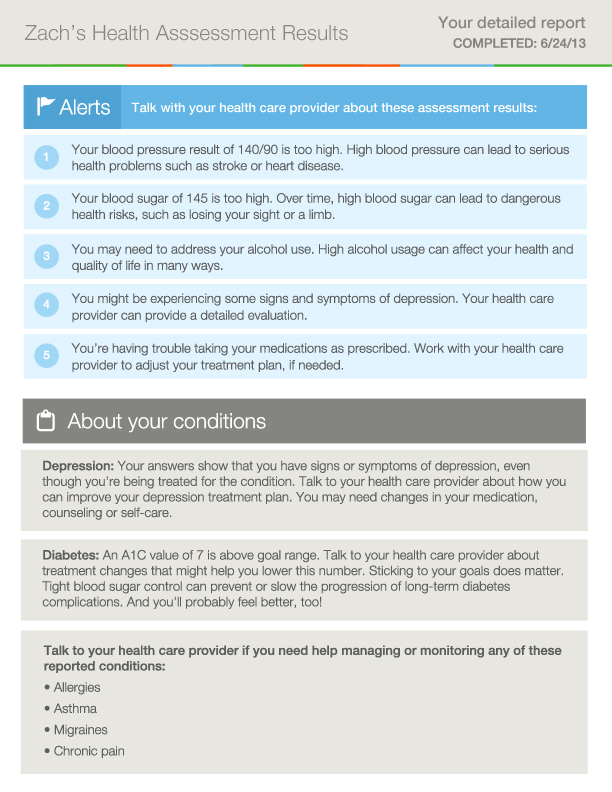 Zach's Health Asssessment Results
Your detailed report
COMPLETED: 6/24/13
Alerts
Talk with your health care provider about these assessment results:
1
Your blood pressure result of 140/90 is too high. High blood pressure can lead to serious
health problems such as stroke or heart disease.
2
Your blood sugar of 145 is too high. Over time, high blood sugar can lead to dangerous
health risks, such as losing your sight or a limb.
3
You may need to address your alcohol use. High alcohol usage can affect your health and
quality of life in many ways.
4
You might be experiencing some signs and symptoms of depression. Your health care
provider can provide a detailed evaluation.
5
You're having trouble taking your medications as prescribed. Work with your health care
provider to adjust your treatment plan, if needed.
About your conditions
Depression: Your answers show that you have signs or symptoms of depression, even
though you're being treated for the condition. Talk to your health care provider about how you
can improve your depression treatment plan. You may need changes in your medication,
counseling or self-care.
Diabetes: An A1C value of 7 is above goal range. Talk to your health care provider about
treatment changes that might help you lower this number. Sticking to your goals does matter.
Tight blood sugar control can prevent or slow the progression of long-term diabetes
complications. And you'll probably feel better, too!
Talk to your health care provider if you need help managing or monitoring any of these
reported conditions:
• Allergies
• Asthma
• Migraines
• Chronic pain